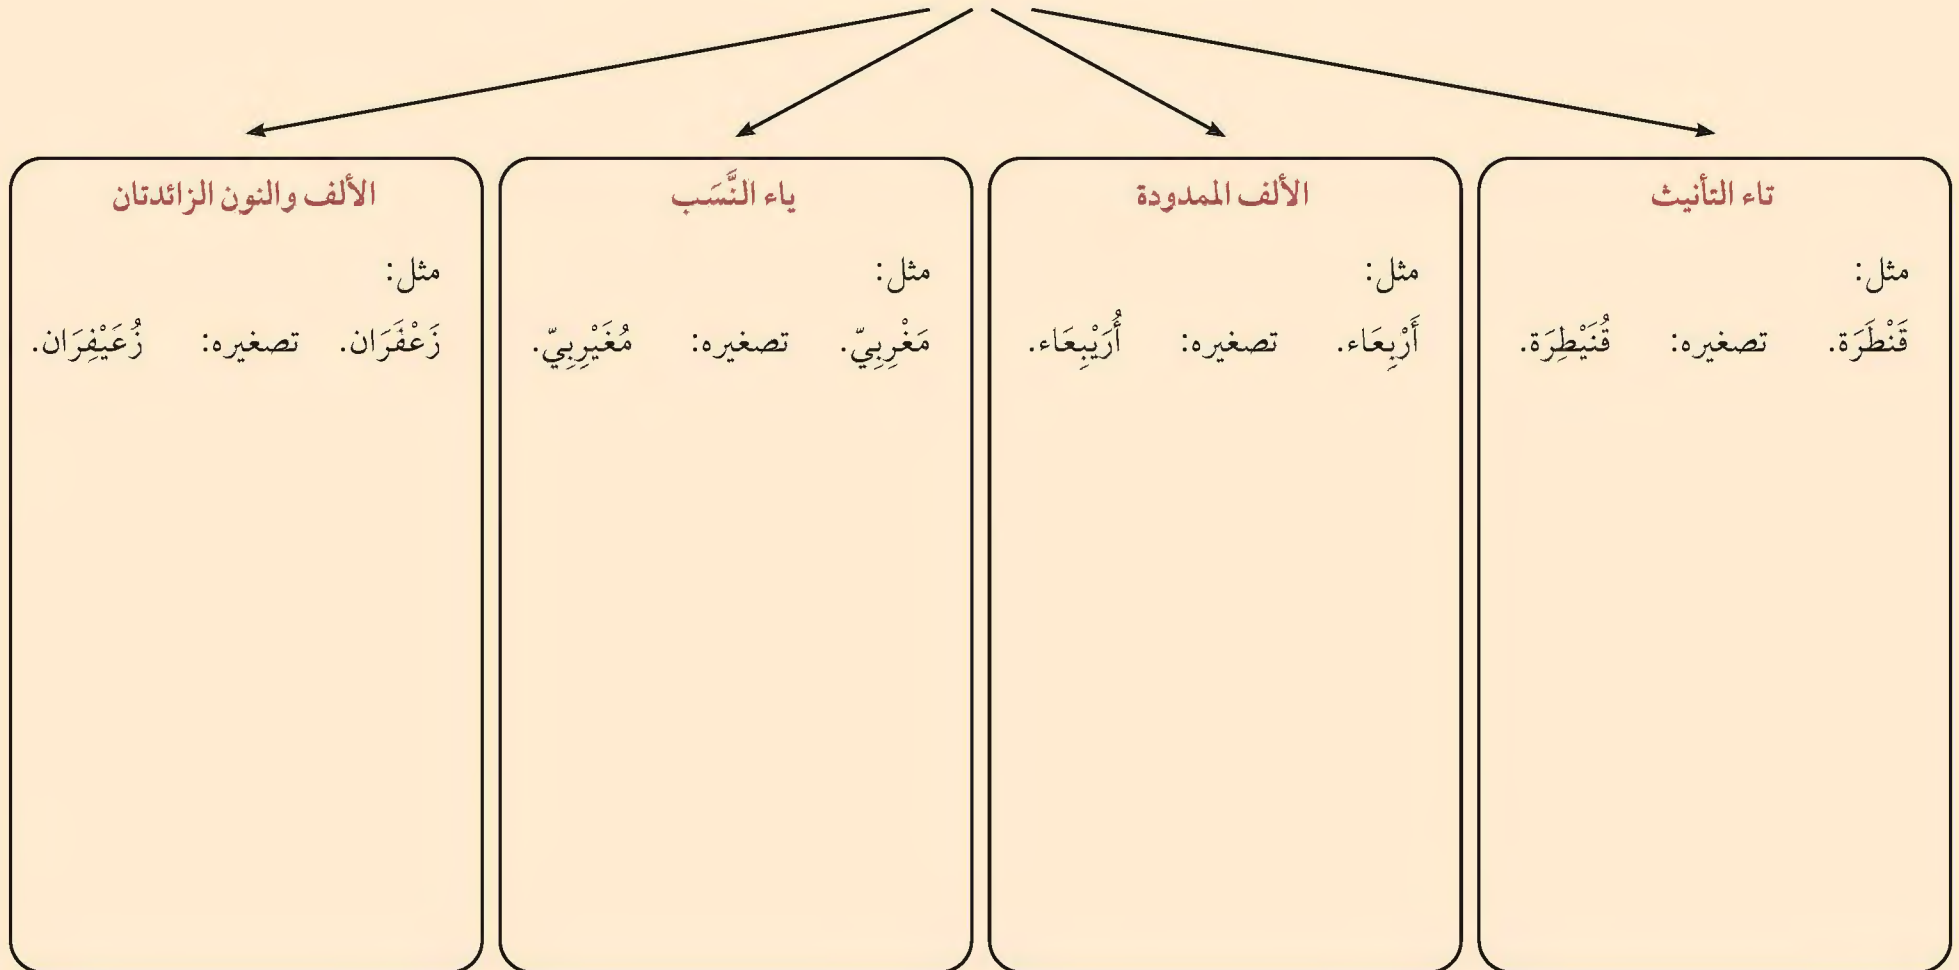 تاء التأنيث
مثل:
قَنْطَرَة. تصغيره: قُنَيْطِرَة.
الألف الممدودة
مثل:
أَرْبِعَاء. تصغيره: أُرَيْبِعَاء.
ياء النَّسَب
مثل:
مَغْرِبِيّ. تصغيره: مُغَيْرِبِيّ.
الألف والنون الزائدتان
مثل:
زَعْفَرَان. تصغيره: زُعَيْفِرَان.